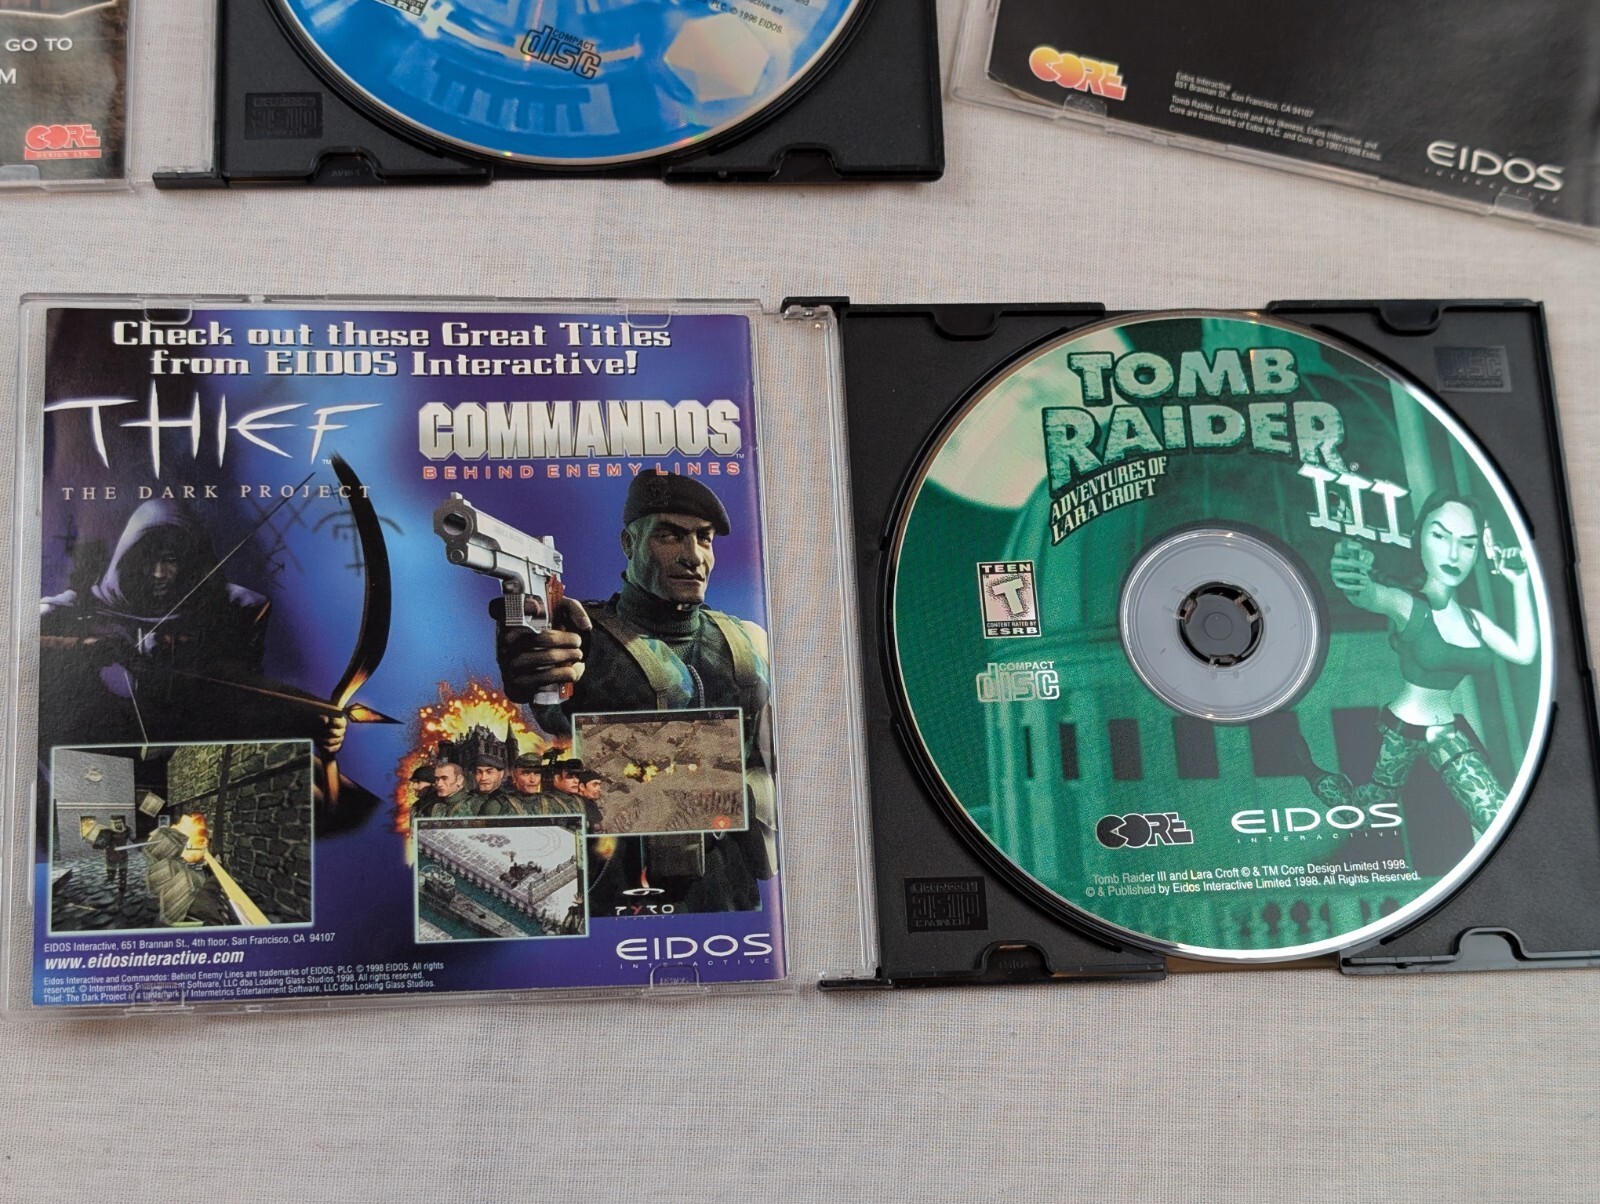 GO TO
M
CORE
DESIGN LTD.
ESRB
PLC. © 1998 EIDOS.
COMPACT
disc
CORE
Eidos Interactive
651 Brannan St., San Francisco, CA 94107
Tomb Raider, Lara Croft and her likeness, Eidos Interactive, and
Core are trademarks of Eidos PLC. and Core. © 1997/1998 Eidos.
EIDOS
INTERACTIVE
Check out these Great Titles
from EIDOS Interactive!
THIEF™
THE DARK PROJECT
COMMANDOS™
BEHIND ENEMY LINES
PYRO
EIDOS
INTERACTIVE
EIDOS Interactive, 651 Brannan St., 4th floor, San Francisco, CA 94107
www.eidosinteractive.com
Eidos Interactive and Commandos: Behind Enemy Lines are trademarks of EIDOS, PLC. © 1998 EIDOS. All rights
reserved. © Intermetrics Entertainment Software, LLC dba Looking Glass Studios 1998. All rights reserved.
Thief: The Dark Project is a trademark of Intermetrics Entertainment Software, LLC dba Looking Glass Studios.
TOMB
RAIDER®
III
ADVENTURES OF
LARA CROFT
TEEN
T
CONTENT RATED BY
ESRB
COMPACT
disc
CORE
EIDOS
INTERACTIVE
Tomb Raider III and Lara Croft © & TM Core Design Limited 1998.
© & Published by Eidos Interactive Limited 1998. All Rights Reserved.